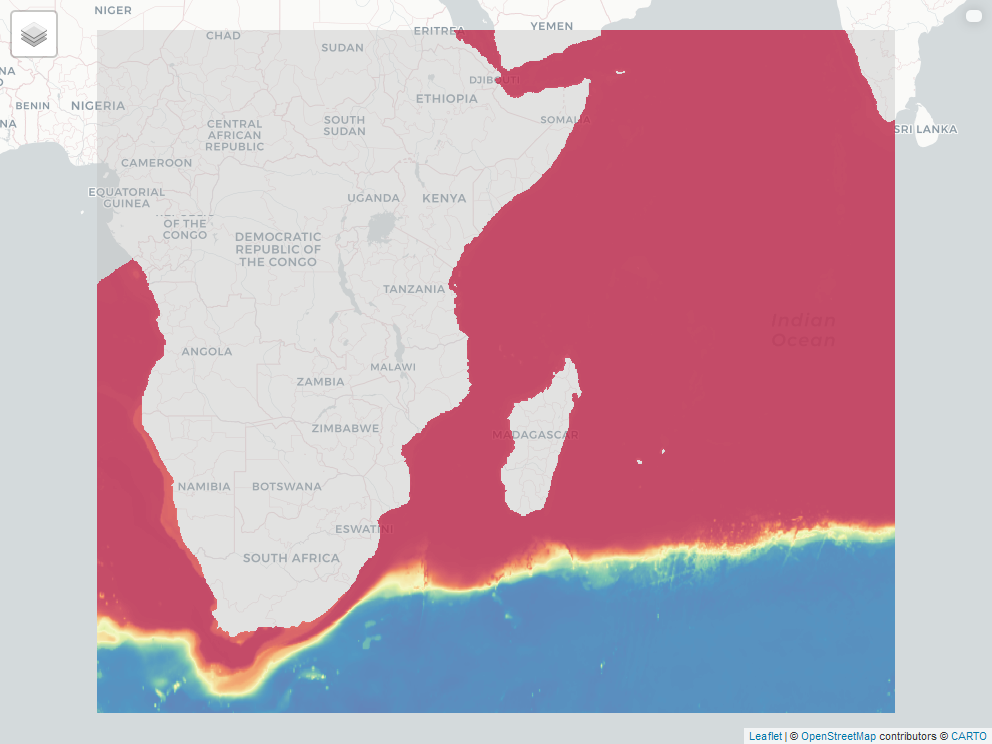 NIGER
CHAD
SUDAN
ERITREA
YEMEN
NA
BENIN
NIGERIA
NA
DJIBOUTI
ETHIOPIA
SOMALIA
CENTRAL
AFRICAN
REPUBLIC
SOUTH
SUDAN
SRI LANKA
CAMEROON
EQUATORIAL
GUINEA
UGANDA
KENYA
OF THE
CONGO
DEMOCRATIC
REPUBLIC OF
THE CONGO
TANZANIA
Indian
Ocean
ANGOLA
MALAWI
ZAMBIA
ZIMBABWE
MADAGASCAR
NAMIBIA
BOTSWANA
ESWATINI
SOUTH AFRICA
Leaflet | © OpenStreetMap contributors © CARTO